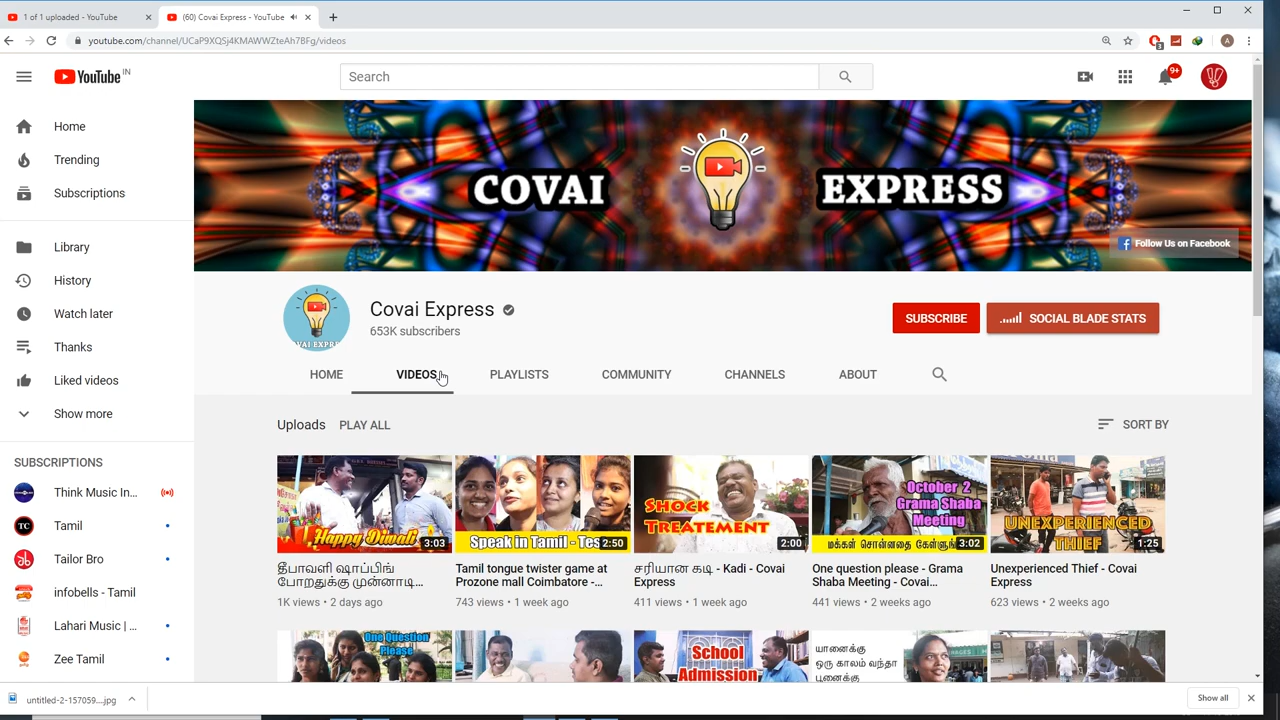 1 of 1 uploaded - YouTube
(60) Covai Express - YouTube
youtube.com/channel/UCaP9XQSj4KMAWWZteAh7BFg/videos
3
A
YouTube IN
Search
9+
Home
Trending
Subscriptions
Library
History
Watch later
Thanks
Liked videos
Show more
SUBSCRIPTIONS
Think Music In...
TC Tamil
Tailor Bro
infobells - Tamil
Lahari Music | ...
Zee Tamil
COVAI EXPRESS
Follow Us on Facebook
Covai Express
653K subscribers
SUBSCRIBE
SOCIAL BLADE STATS
HOME VIDEOS PLAYLISTS COMMUNITY CHANNELS ABOUT
Uploads PLAY ALL SORT BY
Happy Diwali
3:03
தீபாவளி ஷாப்பிங்
போறதுக்கு முன்னாடி...
1K views • 2 days ago
Speak in Tamil - Tes
2:50
Tamil tongue twister game at
Prozone mall Coimbatore -...
743 views • 1 week ago
SHOCK
TREATEMENT
2:00
சரியான கடி - Kadi - Covai
Express
411 views • 1 week ago
October 2
Grama Shaba
Meeting
மக்கள் சொன்னதை கேளுங்
3:02
One question please - Grama
Shaba Meeting - Covai...
441 views • 2 weeks ago
UNEXPERIENCED
THIEF
1:25
Unexperienced Thief - Covai
Express
623 views • 2 weeks ago
One Question
Please
School
Admission
யானைக்கு
ஒரு காலம் வந்தா
பூனைக்கு
untitled-2-157059....jpg
Show all